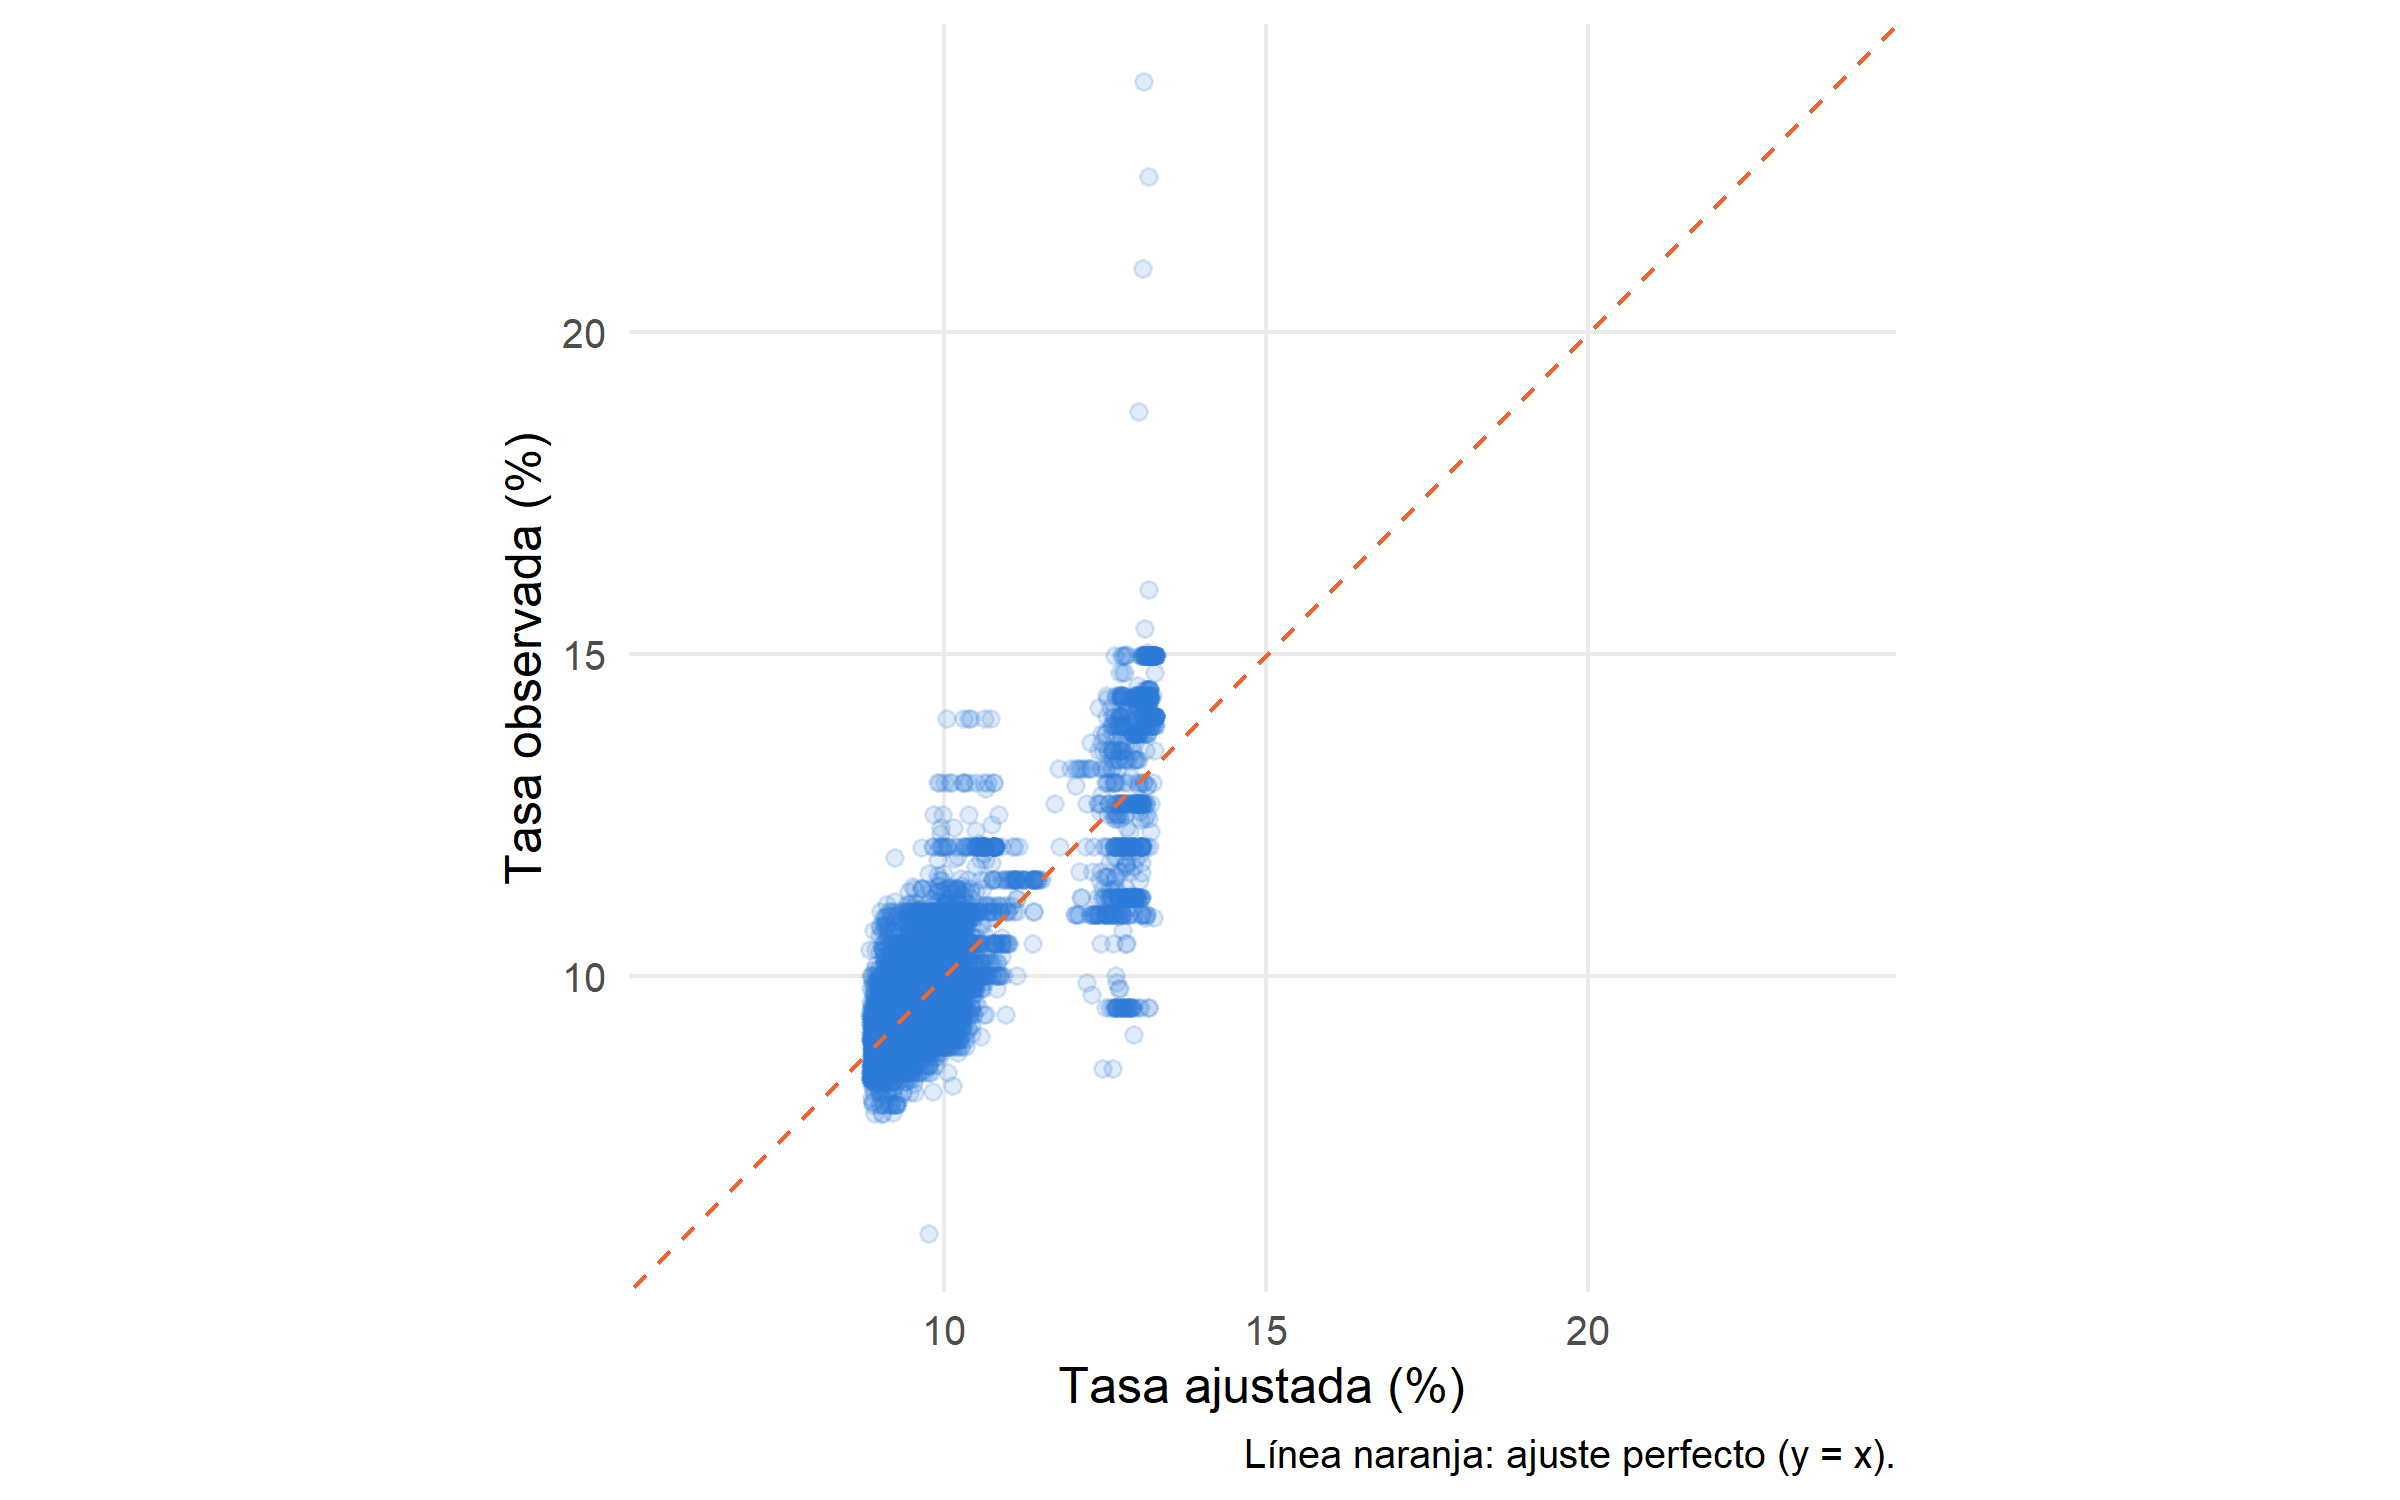 Tasa observada (%)
20
15
10
10 15 20
Tasa ajustada (%)
Línea naranja: ajuste perfecto (y = x).